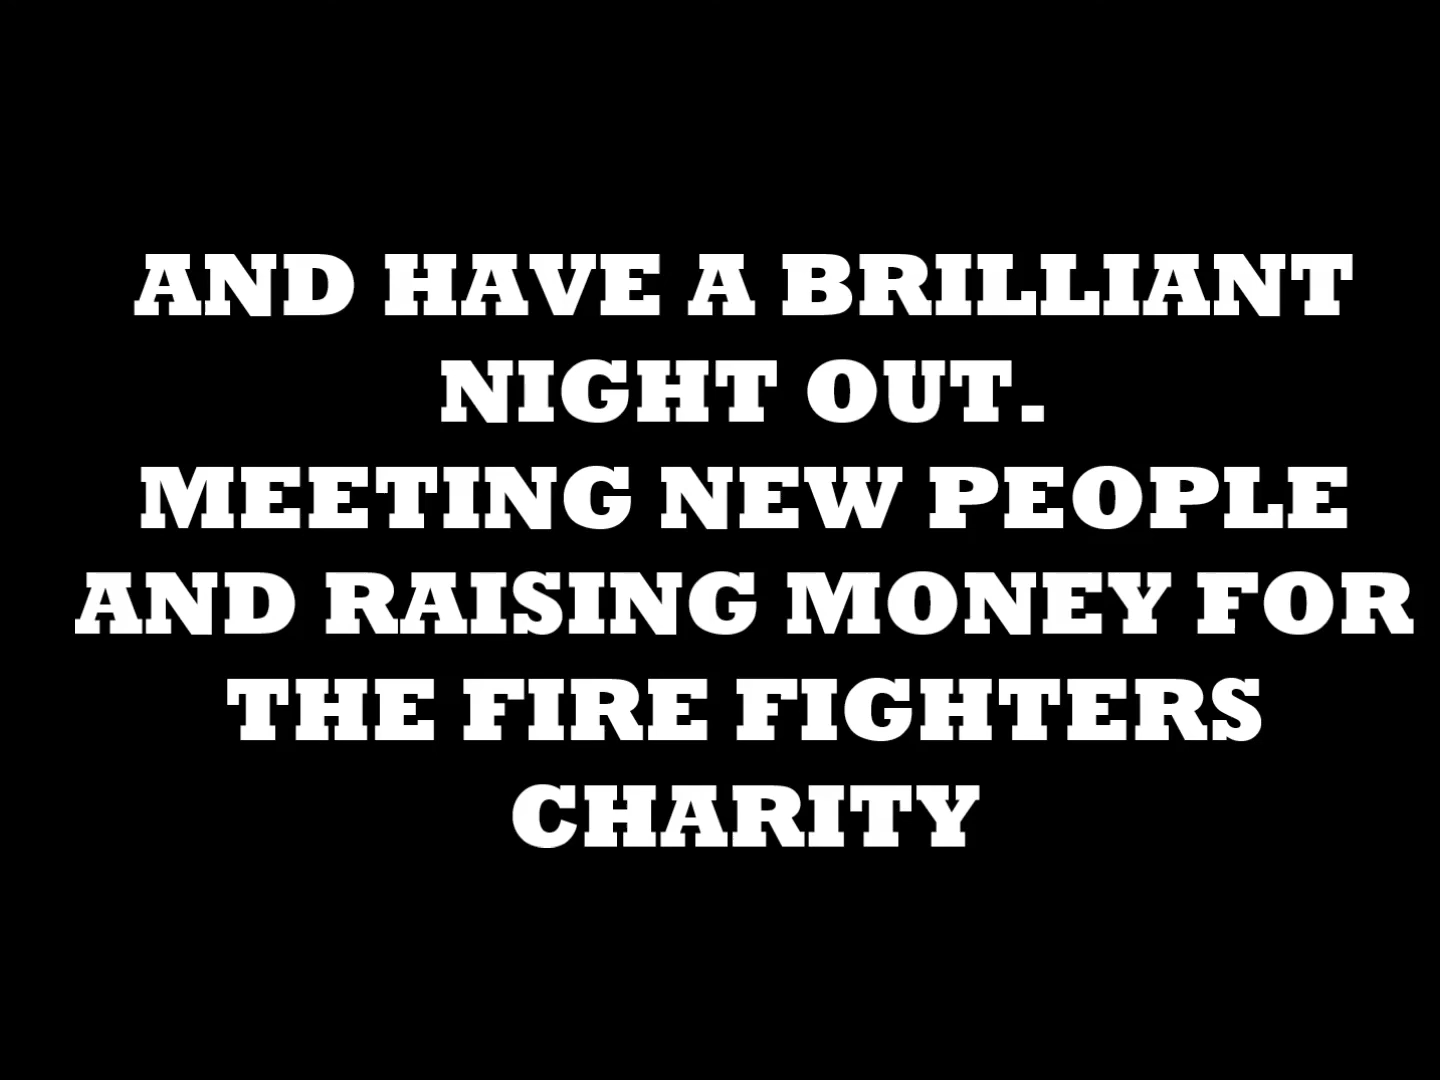 AND HAVE A BRILLIANT
NIGHT OUT.
MEETING NEW PEOPLE
AND RAISING MONEY FOR
THE FIRE FIGHTERS
CHARITY